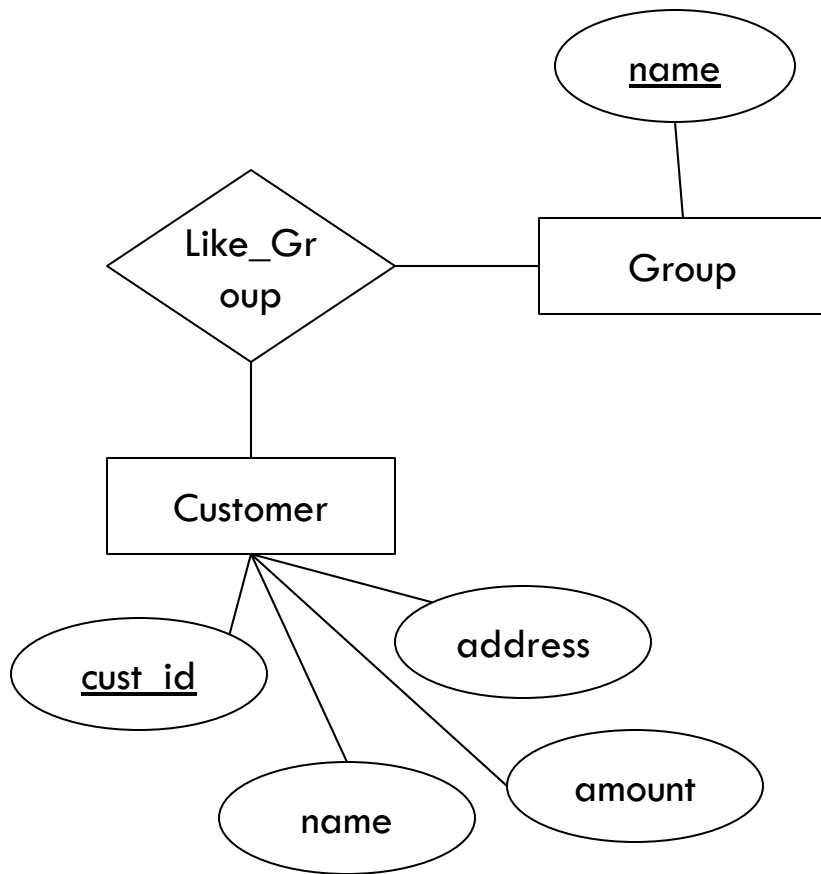 name
Like_Gr
oup
Group
Customer
address
cust_id
amount
name